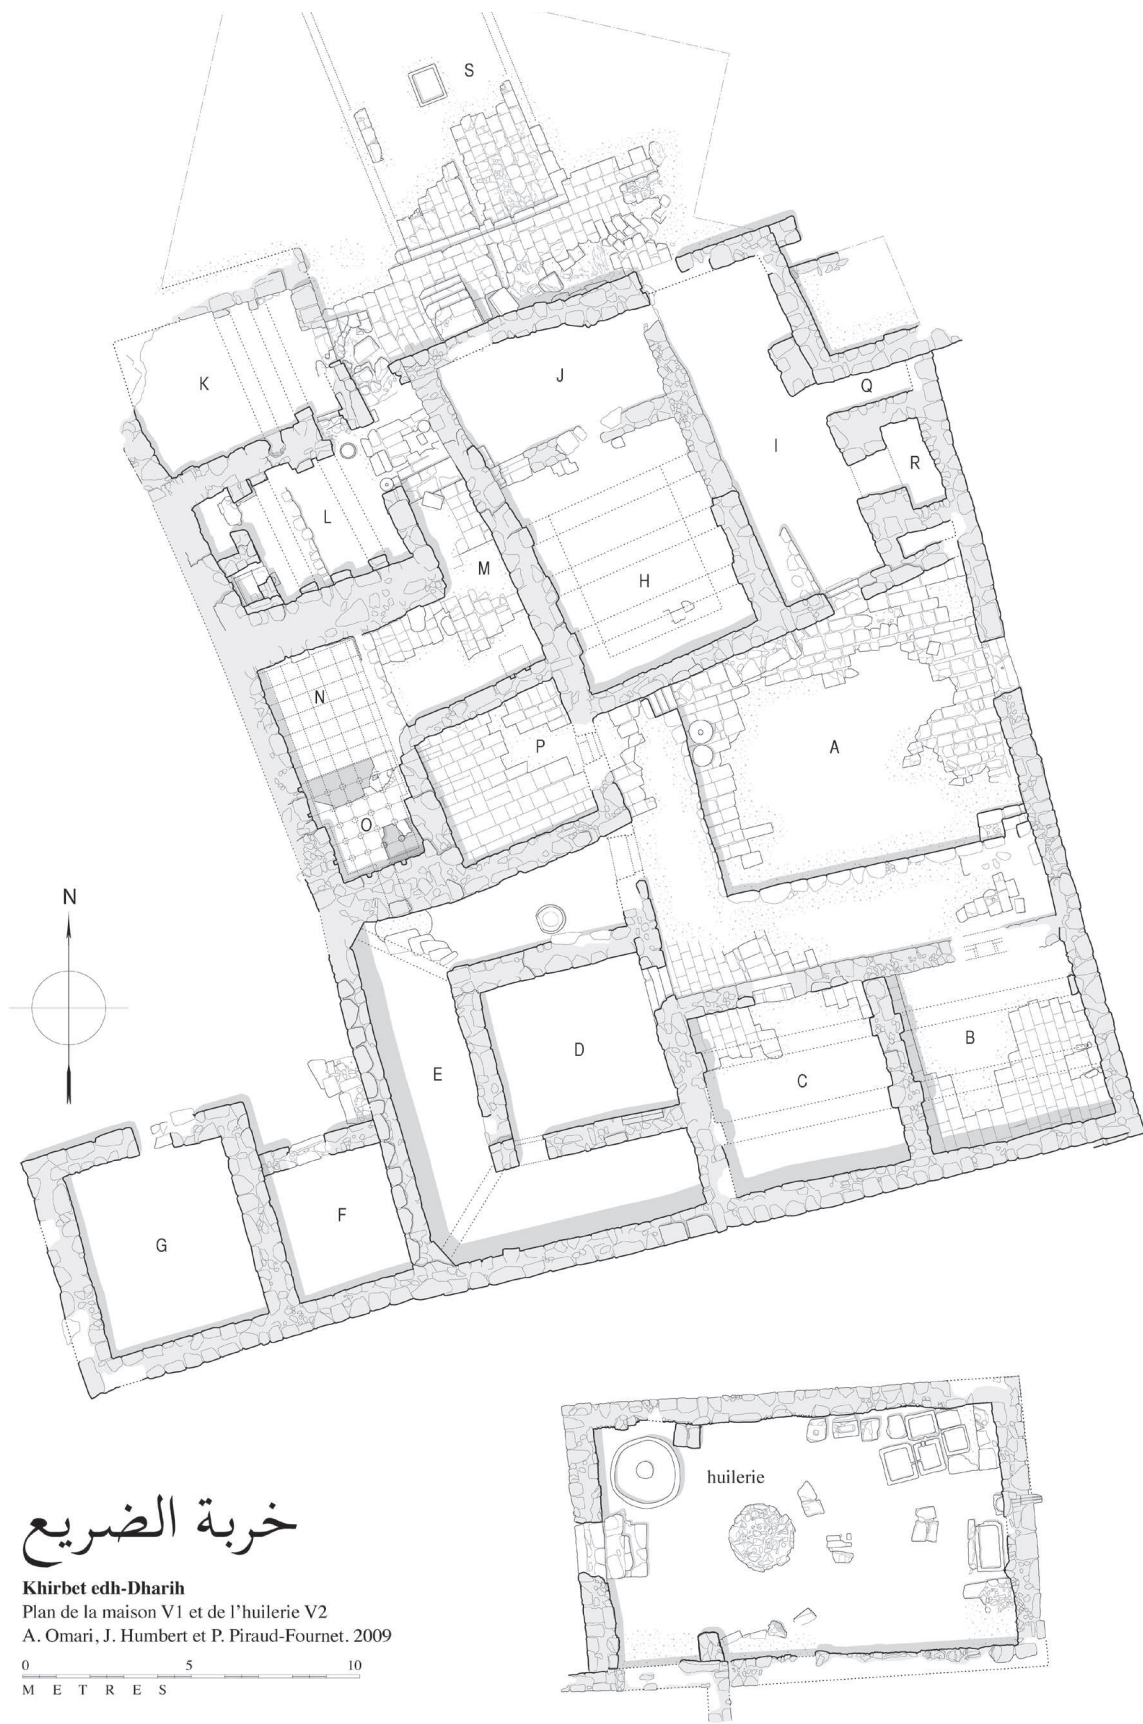 S
K
J
Q
I
R
L
M
H
N
P
A
O
N
D
E
C
B
F
G
huilerie
خربة الضريع
Khirbet edh-Dharih
Plan de la maison V1 et de l'huilerie V2
A. Omari, J. Humbert et P. Piraud-Fournet. 2009
0 5 10
M E T R E S